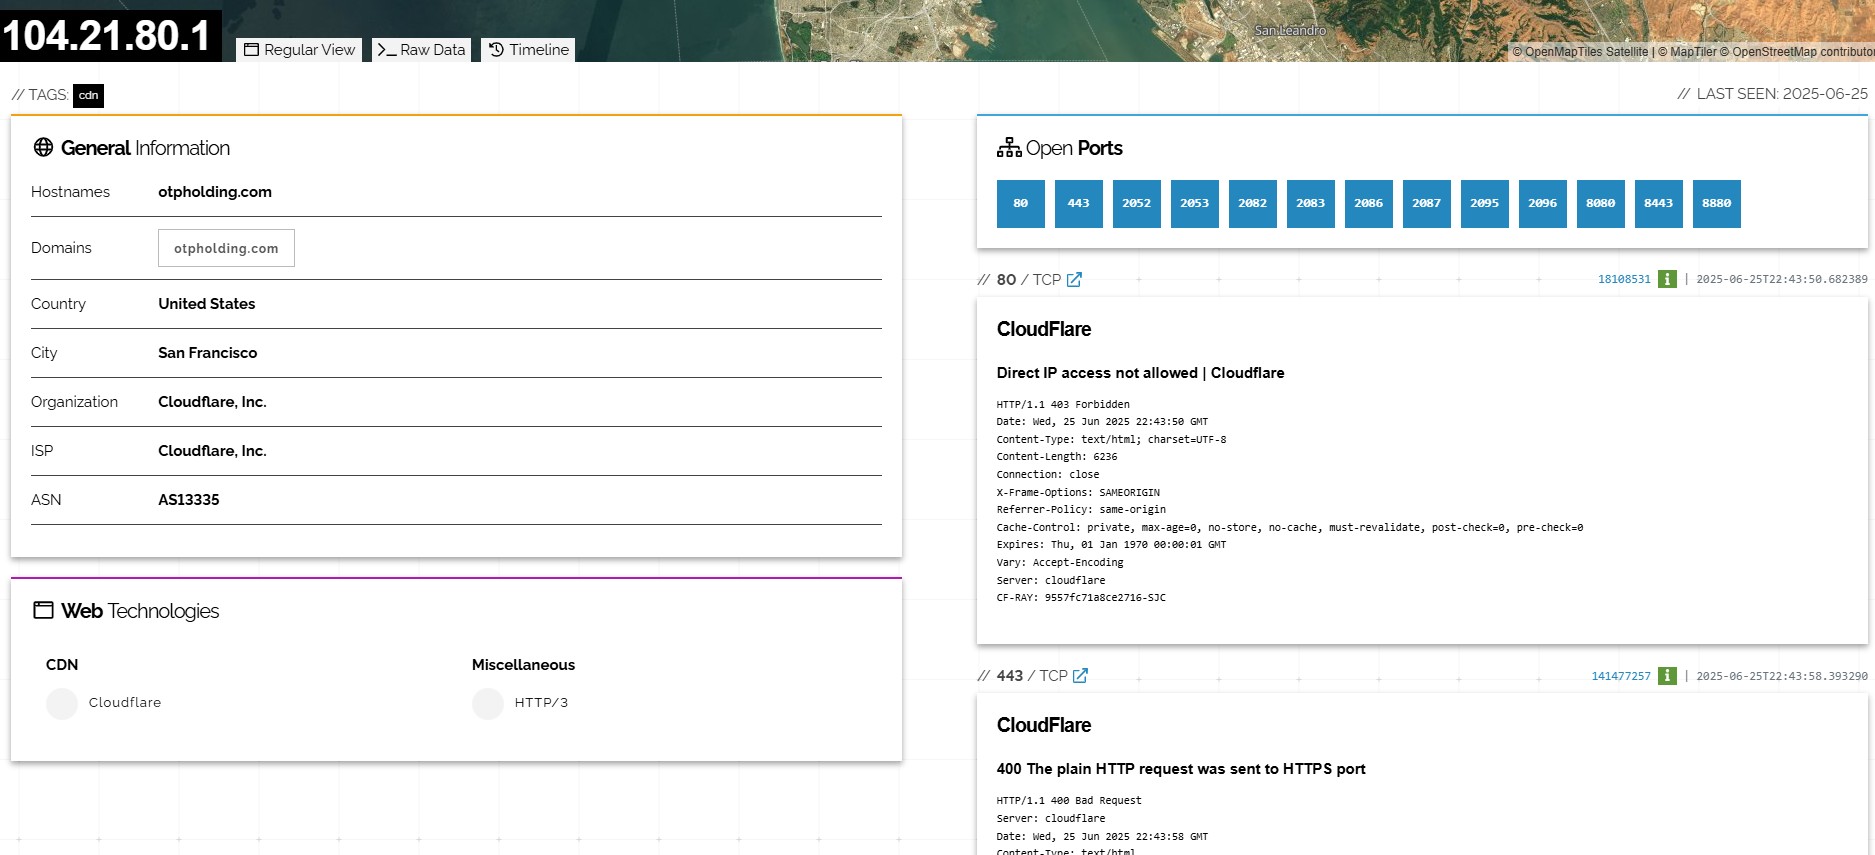 104.21.80.1
Regular View
Raw Data
Timeline
San Leandro
© OpenMapTiles Satellite | © MapTiler © OpenStreetMap contributor
// TAGS: cdn
// LAST SEEN: 2025-06-25
General Information
Hostnames otpholding.com
Domains otpholding.com
Country United States
City San Francisco
Organization Cloudflare, Inc.
ISP Cloudflare, Inc.
ASN AS13335
Web Technologies
CDN
Cloudflare
Miscellaneous
HTTP/3
Open Ports
80 443 2052 2053 2082 2083 2086 2087 2095 2096 8080 8443 8880
// 80 / TCP
18108531 | 2025-06-25T22:43:50.682389
CloudFlare
Direct IP access not allowed | Cloudflare
HTTP/1.1 403 Forbidden
Date: Wed, 25 Jun 2025 22:43:50 GMT
Content-Type: text/html; charset=UTF-8
Content-Length: 6236
Connection: close
X-Frame-Options: SAMEORIGIN
Referrer-Policy: same-origin
Cache-Control: private, max-age=0, no-store, no-cache, must-revalidate, post-check=0, pre-check=0
Expires: Thu, 01 Jan 1970 00:00:01 GMT
Vary: Accept-Encoding
Server: cloudflare
CF-RAY: 9557fc71a8ce2716-SJC
// 443 / TCP
141477257 | 2025-06-25T22:43:58.393290
CloudFlare
400 The plain HTTP request was sent to HTTPS port
HTTP/1.1 400 Bad Request
Server: cloudflare
Date: Wed, 25 Jun 2025 22:43:58 GMT
Content-Type: text/html